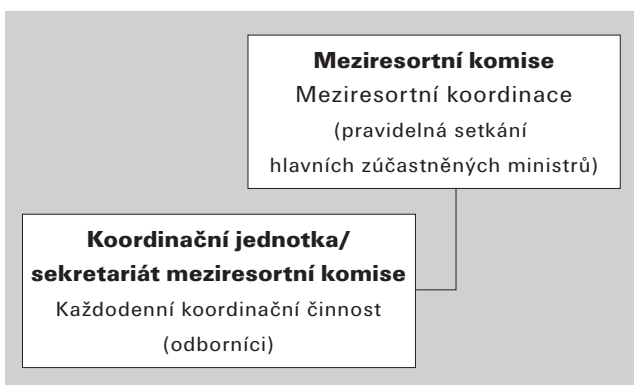 Meziresortní komise
Meziresortní koordinace
(pravidelná setkání
hlavních zúčastněných ministrů)
Koordinační jednotka/
sekretariát meziresortní komise
Každodenní koordinační činnost
(odborníci)